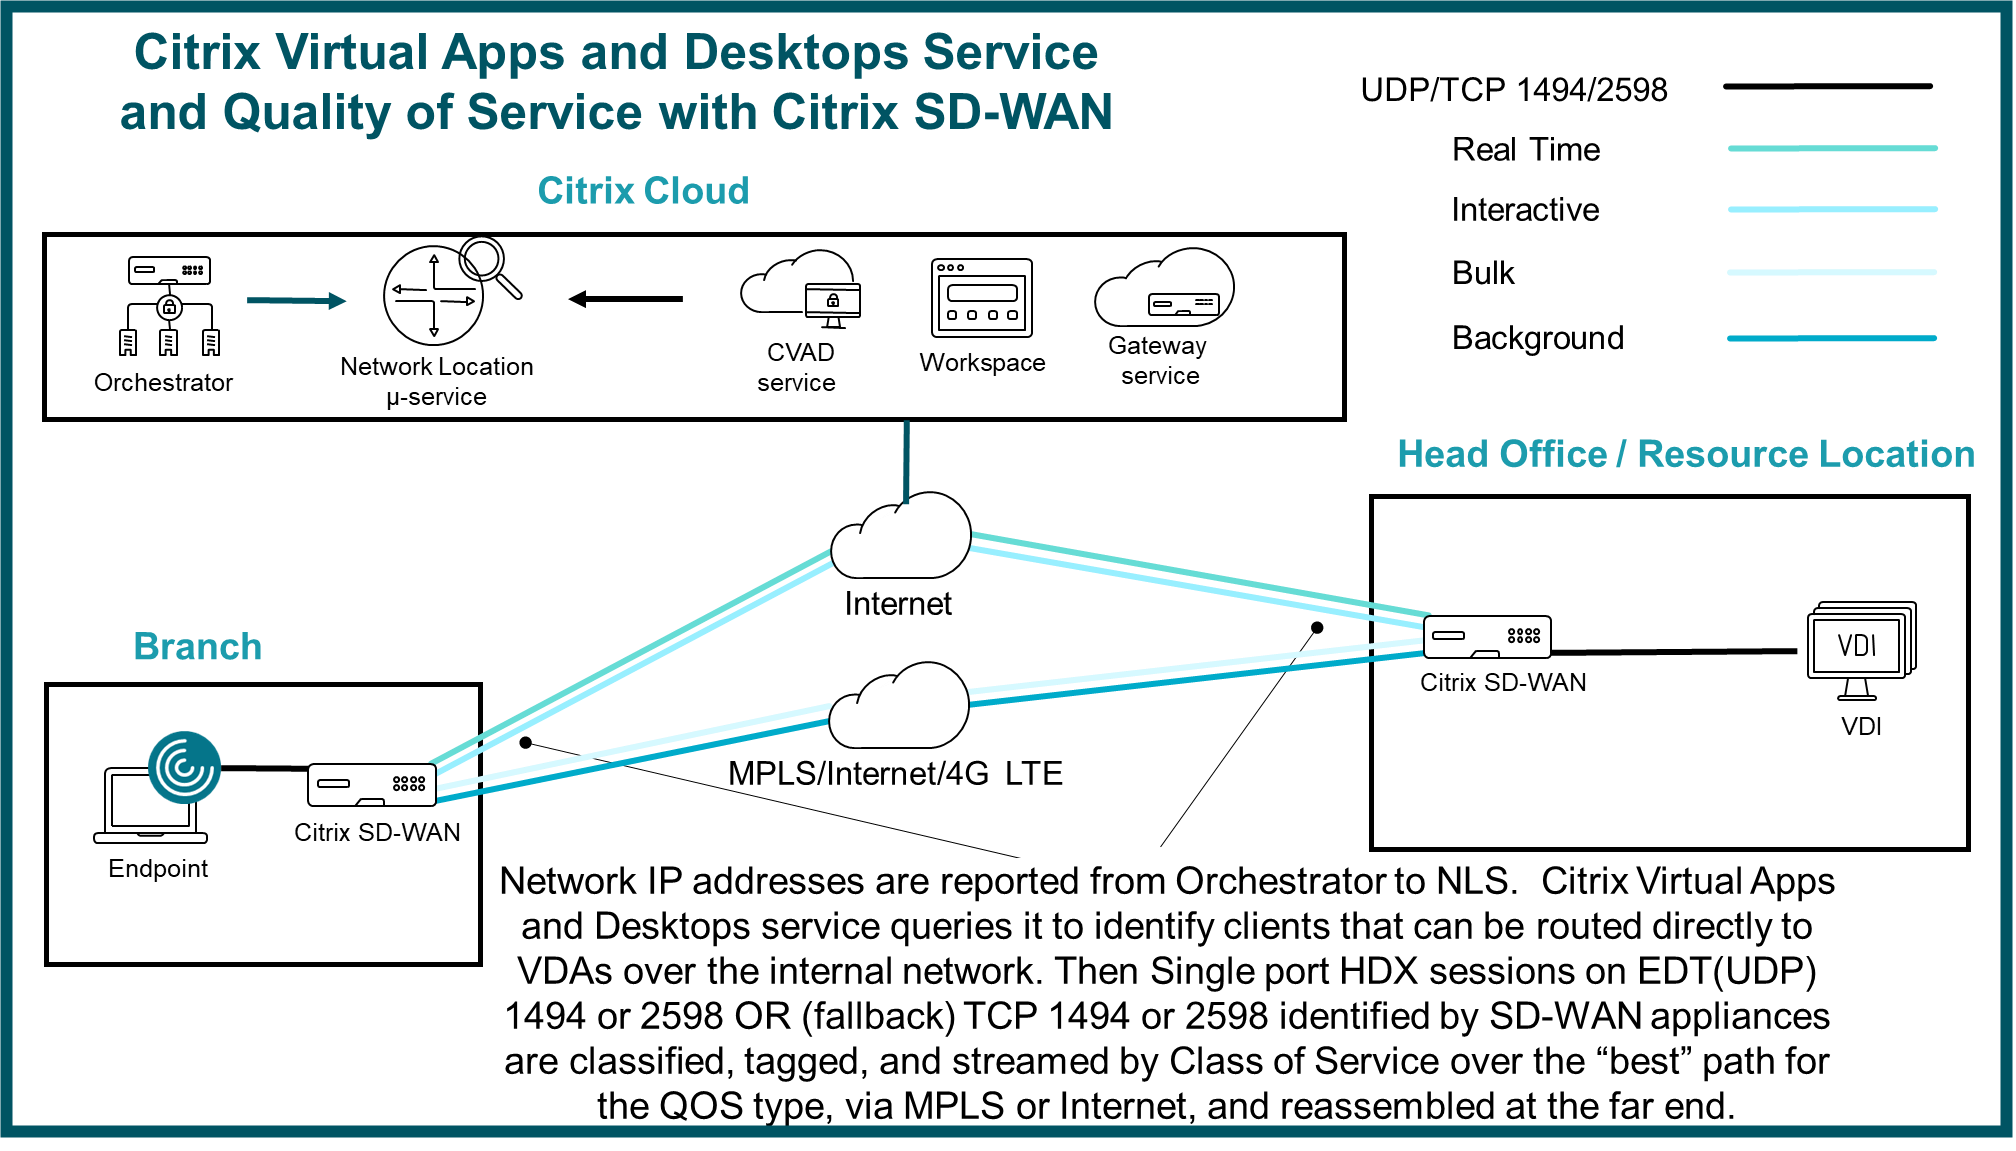 Citrix Virtual Apps and Desktops Service
and Quality of Service with Citrix SD-WAN
UDP/TCP 1494/2598
Real Time
Interactive
Bulk
Background
Citrix Cloud
Orchestrator
Network Location
µ-service
CVAD
service
Workspace
Gateway
service
Head Office / Resource Location
Internet
Branch
Citrix SD-WAN
VDI
VDI
MPLS/Internet/4G LTE
Citrix SD-WAN
Endpoint
Network IP addresses are reported from Orchestrator to NLS. Citrix Virtual Apps
and Desktops service queries it to identify clients that can be routed directly to
VDAs over the internal network. Then Single port HDX sessions on EDT(UDP)
1494 or 2598 OR (fallback) TCP 1494 or 2598 identified by SD-WAN appliances
are classified, tagged, and streamed by Class of Service over the “best” path for
the QOS type, via MPLS or Internet, and reassembled at the far end.